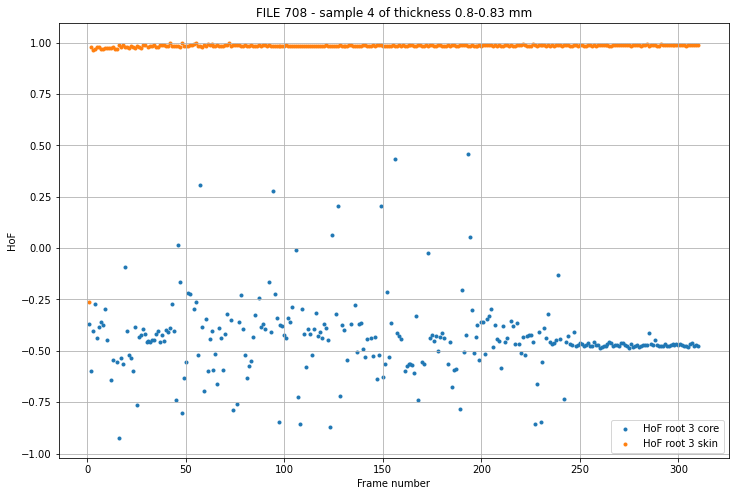 FILE 708 - sample 4 of thickness 0.8-0.83 mm
1.00
0.75
0.50
0.25
0.00
−0.25
−0.50
−0.75
−1.00
HoF
0 50 100 150 200 250 300
Frame number
HoF root 3 core
HoF root 3 skin